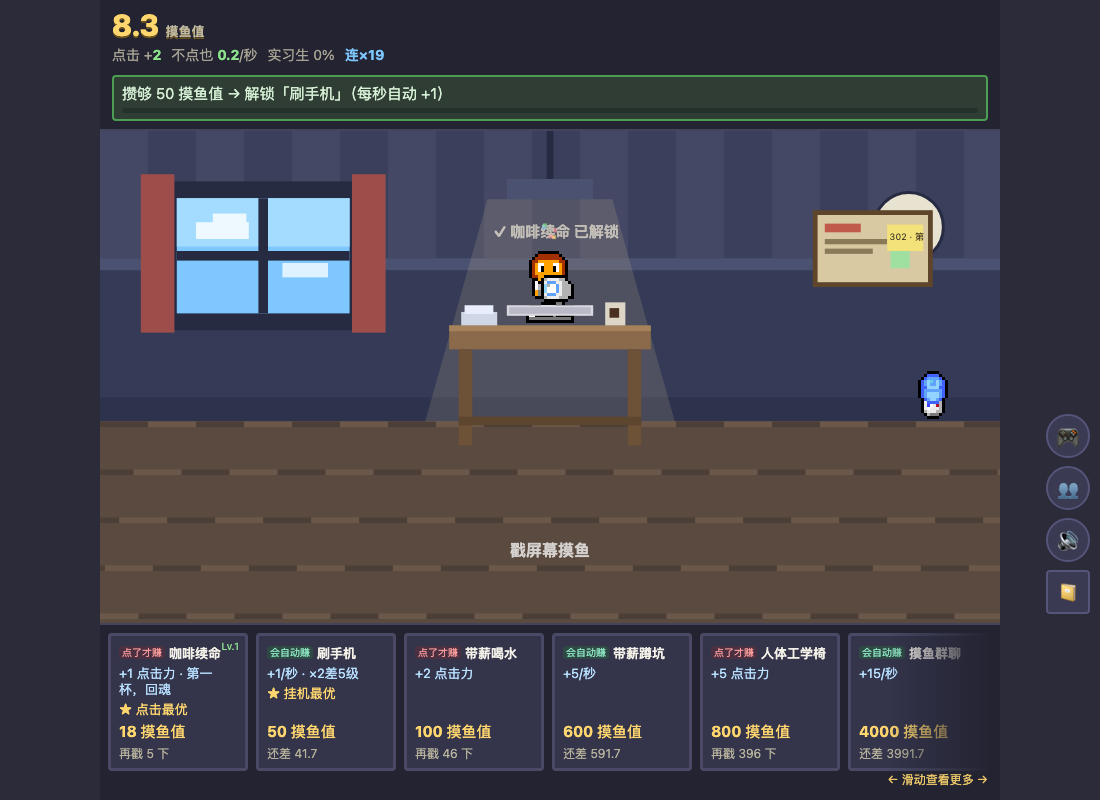 8.3 摸鱼值
点击 +2 不点也 0.2/秒 实习生 0% 连×19
攒够 50 摸鱼值 → 解锁「刷手机」（每秒自动 +1）
✓ 咖啡续命 已解锁
302 · 第
戳屏幕摸鱼
点了才赚 咖啡续命 Lv.1
+1 点击力 · 第一
杯，回魂
★ 点击最优
18 摸鱼值
再戳 5 下
会自动赚 刷手机
+1/秒 · ×2差5级
★ 挂机最优
50 摸鱼值
还差 41.7
点了才赚 带薪喝水
+2 点击力
100 摸鱼值
再戳 46 下
会自动赚 带薪蹲坑
+5/秒
600 摸鱼值
还差 591.7
点了才赚 人体工学椅
+5 点击力
800 摸鱼值
再戳 396 下
会自动赚 摸鱼群聊
+15/秒
4000 摸鱼值
还差 3991.7
← 滑动查看更多 →